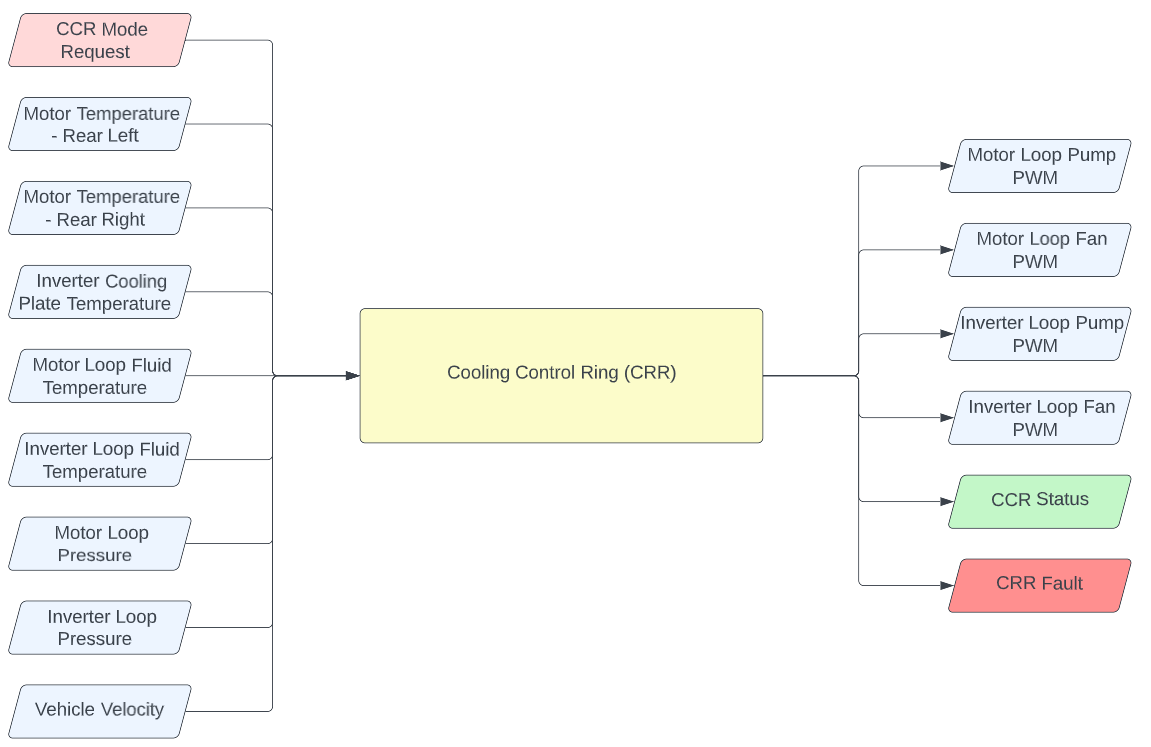 CCR Mode
Request
Motor Temperature
- Rear Left
Motor Temperature
- Rear Right
Inverter Cooling
Plate Temperature
Motor Loop Fluid
Temperature
Inverter Loop Fluid
Temperature
Motor Loop
Pressure
Inverter Loop
Pressure
Vehicle Velocity
Cooling Control Ring (CRR)
Motor Loop Pump
PWM
Motor Loop Fan
PWM
Inverter Loop Pump
PWM
Inverter Loop Fan
PWM
CCR Status
CRR Fault